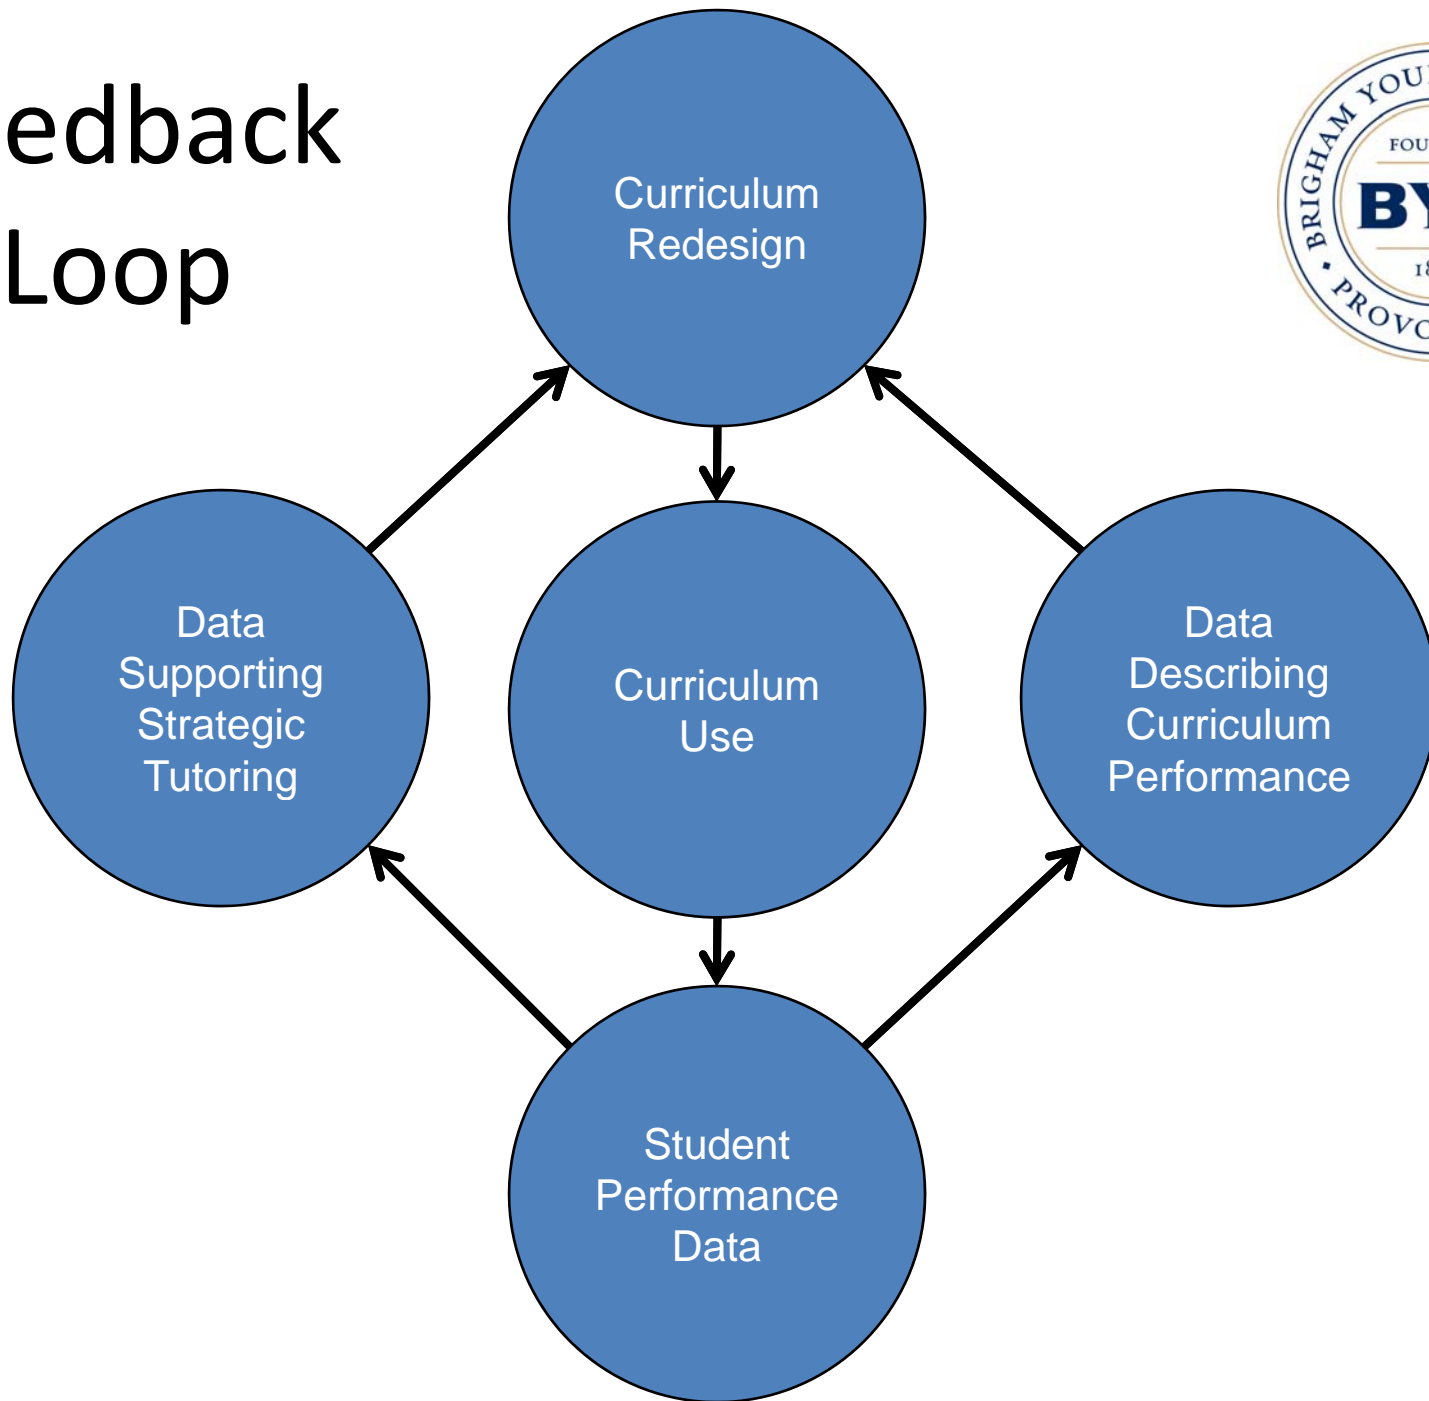 edback
Loop
Curriculum
Redesign
BRIGHAM YOU
FOU
BY
18
PROVO
Data
Supporting
Strategic
Tutoring
Curriculum
Use
Data
Describing
Curriculum
Performance
Student
Performance
Data